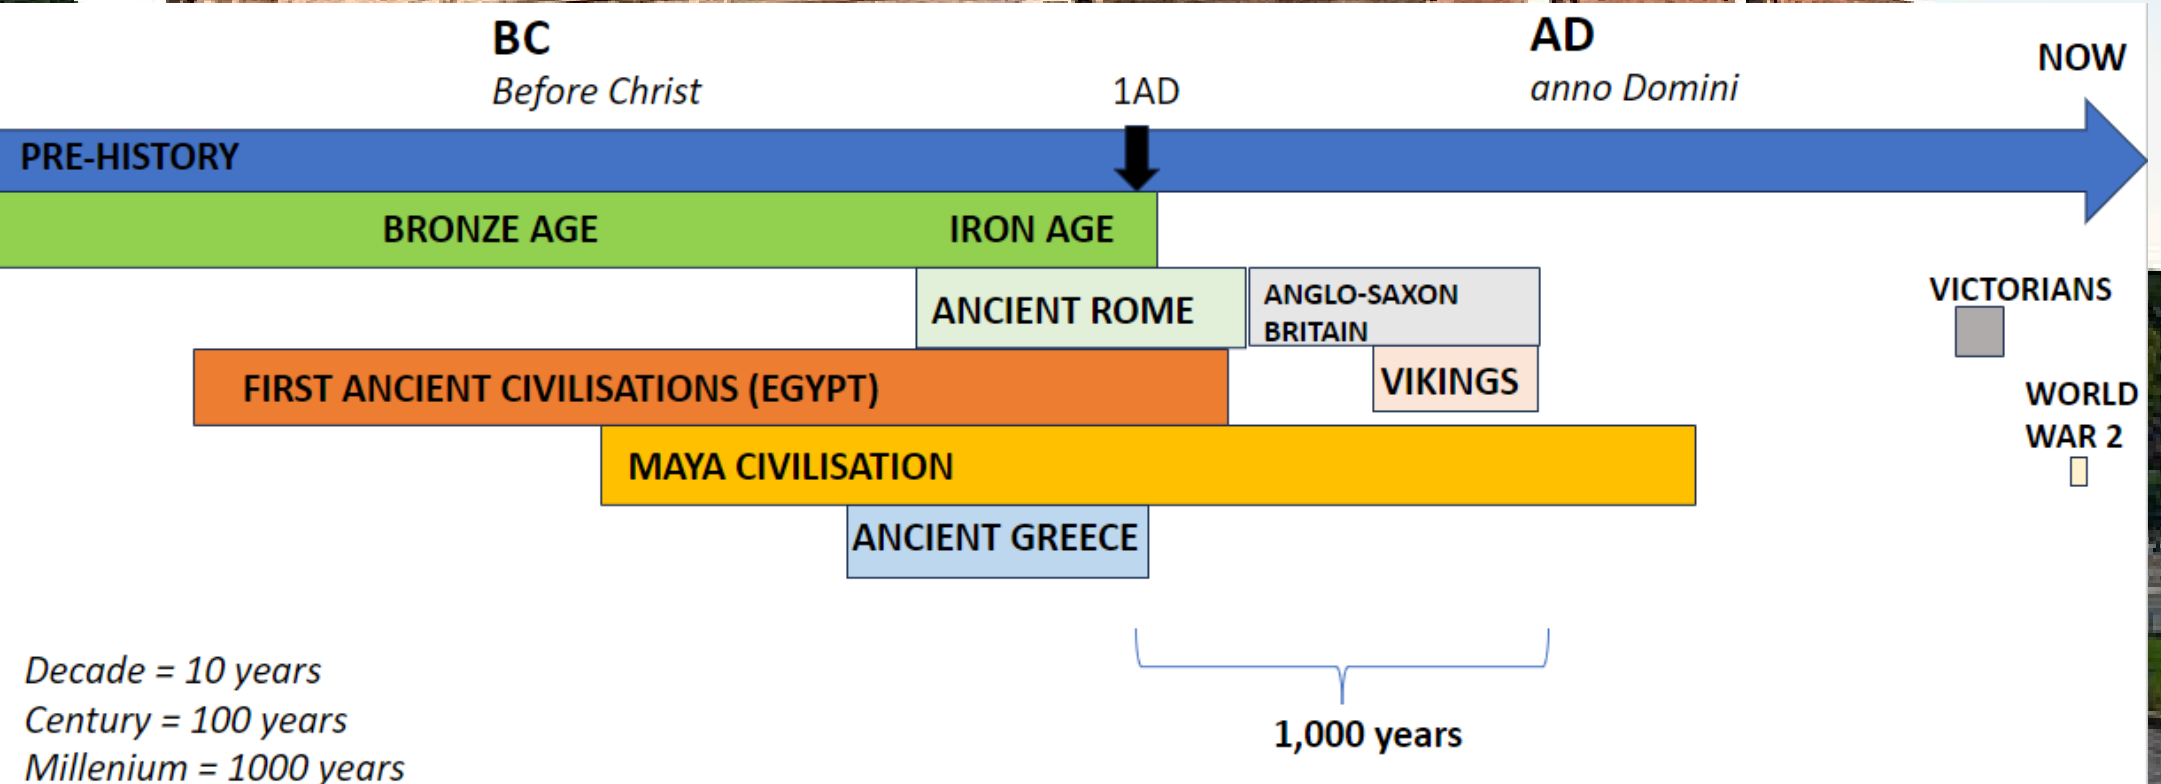 BC
Before Christ
1AD
AD
anno Domini
NOW
PRE-HISTORY
BRONZE AGE
IRON AGE
ANCIENT ROME
ANGLO-SAXON
BRITAIN
VICTORIANS
FIRST ANCIENT CIVILISATIONS (EGYPT)
VIKINGS
WORLD
WAR 2
MAYA CIVILISATION
ANCIENT GREECE
1,000 years
Decade = 10 years
Century = 100 years
Millenium = 1000 years